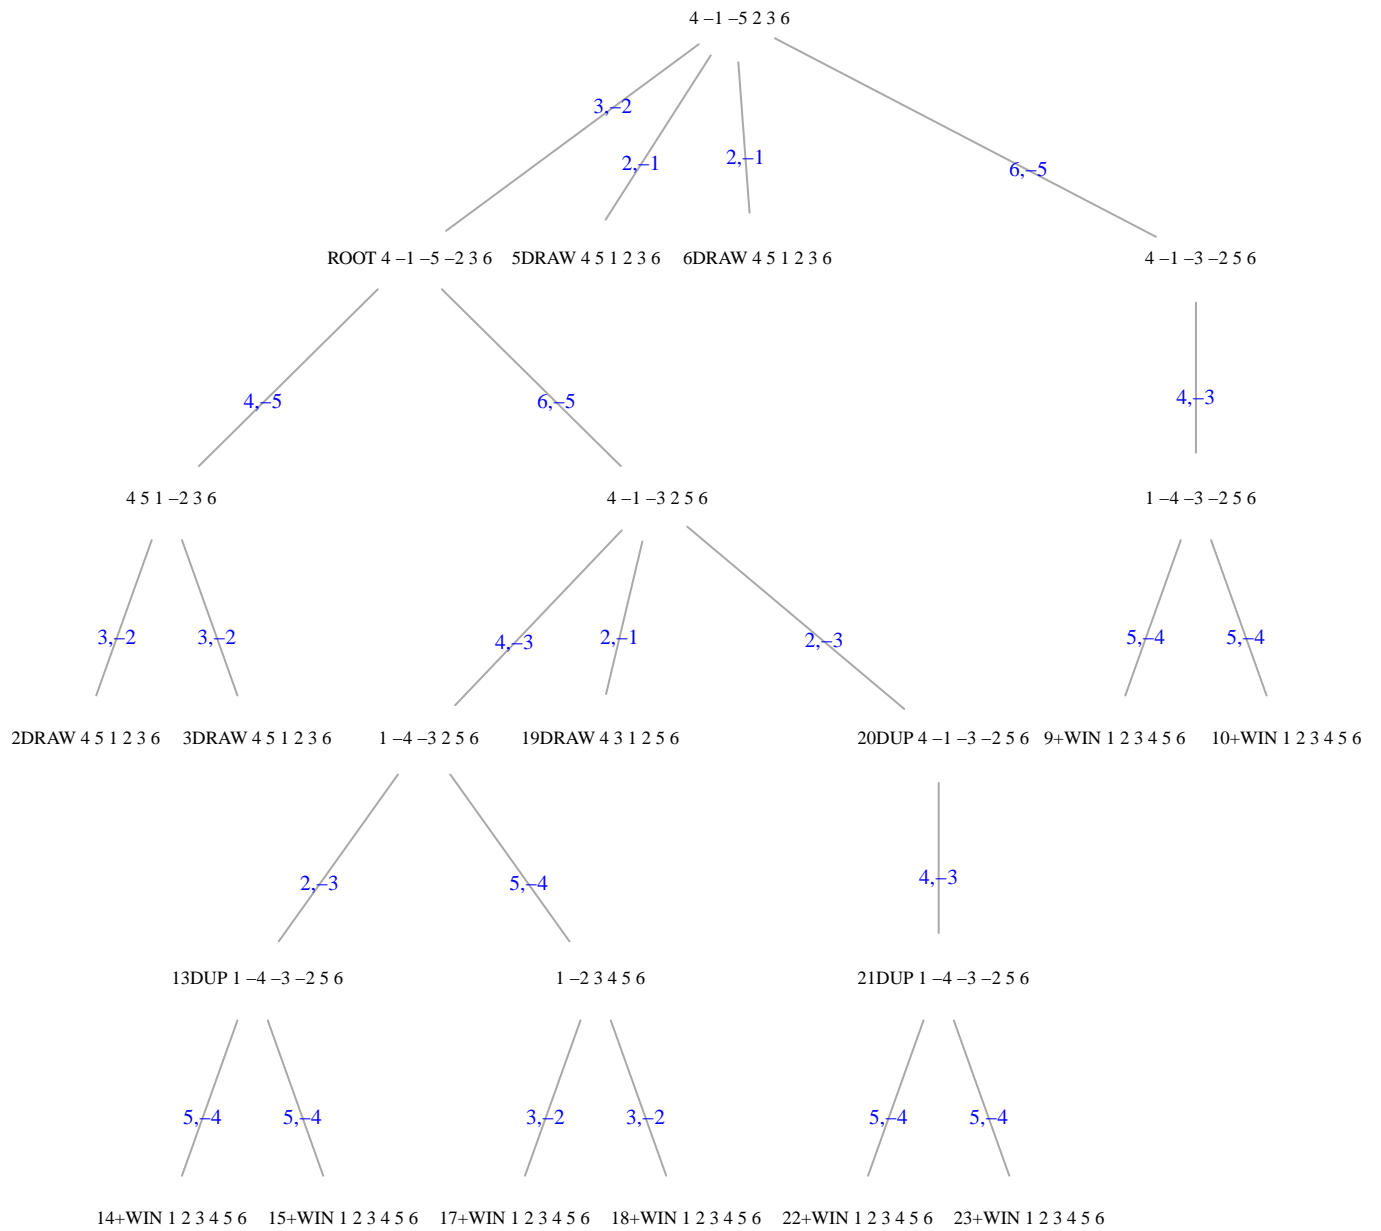 4 –1 –5 2 3 6
3,–2
2,–1
2,–1
6,–5
ROOT 4 –1 –5 –2 3 6
5DRAW 4 5 1 2 3 6
6DRAW 4 5 1 2 3 6
4 –1 –3 –2 5 6
4,–5
6,–5
4,–3
4 5 1 –2 3 6
4 –1 –3 2 5 6
1 –4 –3 –2 5 6
3,–2
3,–2
4,–3
2,–1
2,–3
5,–4
5,–4
2DRAW 4 5 1 2 3 6
3DRAW 4 5 1 2 3 6
1 –4 –3 2 5 6
19DRAW 4 3 1 2 5 6
20DUP 4 –1 –3 –2 5 6
9+WIN 1 2 3 4 5 6
10+WIN 1 2 3 4 5 6
2,–3
5,–4
4,–3
13DUP 1 –4 –3 –2 5 6
1 –2 3 4 5 6
21DUP 1 –4 –3 –2 5 6
5,–4
5,–4
3,–2
3,–2
5,–4
5,–4
14+WIN 1 2 3 4 5 6
15+WIN 1 2 3 4 5 6
17+WIN 1 2 3 4 5 6
18+WIN 1 2 3 4 5 6
22+WIN 1 2 3 4 5 6
23+WIN 1 2 3 4 5 6